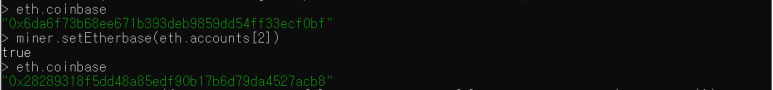 > eth.coinbase
"0x6da6f73b68ee671b393deb9859dd54ff33ecf0bf"
> miner.setEtherbase(eth.accounts[2])
true
> eth.coinbase
"0x28289318f5dd48a85edf90b17b6d79da4527acb8"